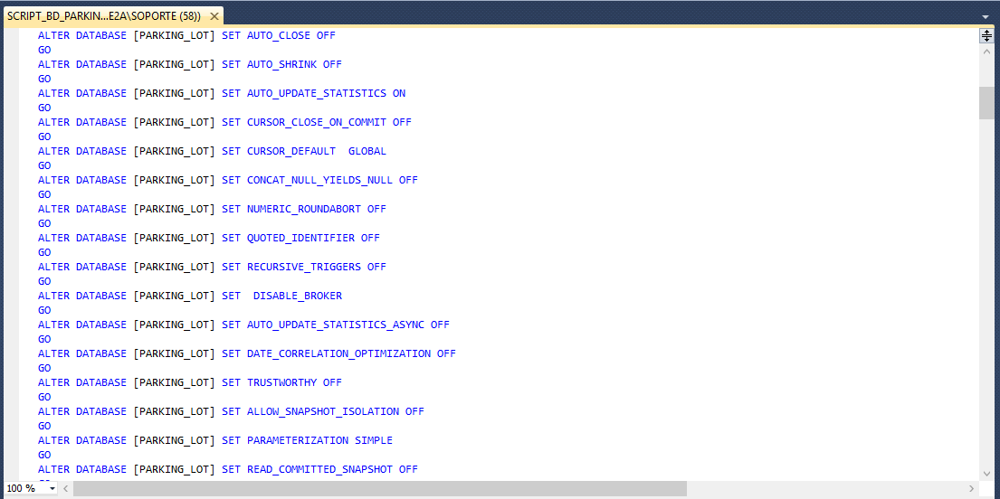 SCRIPT_BD_PARKIN...E2A\SOPORTE (58))
ALTER DATABASE [PARKING_LOT] SET AUTO_CLOSE OFF
GO
ALTER DATABASE [PARKING_LOT] SET AUTO_SHRINK OFF
GO
ALTER DATABASE [PARKING_LOT] SET AUTO_UPDATE_STATISTICS ON
GO
ALTER DATABASE [PARKING_LOT] SET CURSOR_CLOSE_ON_COMMIT OFF
GO
ALTER DATABASE [PARKING_LOT] SET CURSOR_DEFAULT  GLOBAL
GO
ALTER DATABASE [PARKING_LOT] SET CONCAT_NULL_YIELDS_NULL OFF
GO
ALTER DATABASE [PARKING_LOT] SET NUMERIC_ROUNDABORT OFF
GO
ALTER DATABASE [PARKING_LOT] SET QUOTED_IDENTIFIER OFF
GO
ALTER DATABASE [PARKING_LOT] SET RECURSIVE_TRIGGERS OFF
GO
ALTER DATABASE [PARKING_LOT] SET  DISABLE_BROKER
GO
ALTER DATABASE [PARKING_LOT] SET AUTO_UPDATE_STATISTICS_ASYNC OFF
GO
ALTER DATABASE [PARKING_LOT] SET DATE_CORRELATION_OPTIMIZATION OFF
GO
ALTER DATABASE [PARKING_LOT] SET TRUSTWORTHY OFF
GO
ALTER DATABASE [PARKING_LOT] SET ALLOW_SNAPSHOT_ISOLATION OFF
GO
ALTER DATABASE [PARKING_LOT] SET PARAMETERIZATION SIMPLE
GO
ALTER DATABASE [PARKING_LOT] SET READ_COMMITTED_SNAPSHOT OFF
100 %